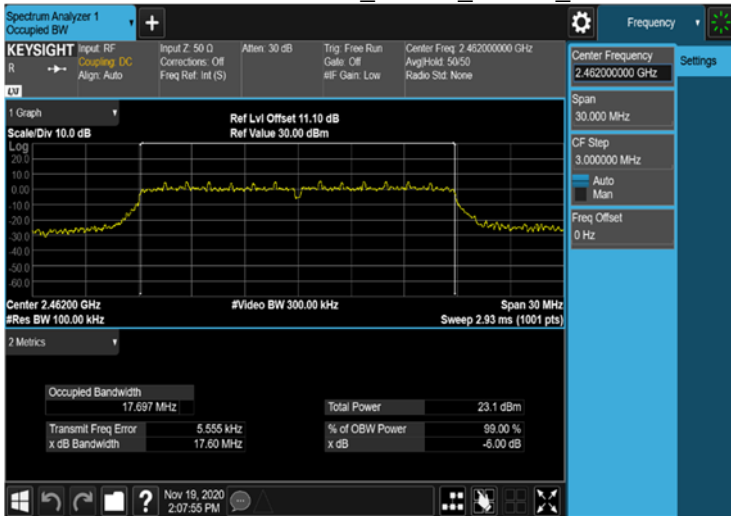 Spectrum Analyzer 1
Occupied BW
+
Frequency
KEYSIGHT
R
Input: RF
Coupling: DC
Align: Auto
Input Z: 50 Ω
Corrections: Off
Freq Ref: Int (S)
Atten: 30 dB
Trig: Free Run
Gate: Off
#IF Gain: Low
Center Freq: 2.462000000 GHz
Avg|Hold: 50/50
Radio Std: None
Center Frequency
2.462000000 GHz
Settings
Span
30.000 MHz
CF Step
3.000000 MHz
Auto
Man
Freq Offset
0 Hz
1 Graph
Scale/Div 10.0 dB
Ref Lvl Offset 11.10 dB
Ref Value 30.00 dBm
Log
20.0
10.0
0.00
-10.0
-20.0
-30.0
-40.0
-50.0
-60.0
Center 2.46200 GHz
#Res BW 100.00 kHz
#Video BW 300.00 kHz
Span 30 MHz
Sweep 2.93 ms (1001 pts)
2 Metrics
Occupied Bandwidth
17.697 MHz
Total Power 23.1 dBm
Transmit Freq Error 5.555 kHz
% of OBW Power 99.00 %
x dB Bandwidth 17.60 MHz
x dB -6.00 dB
?
Nov 19, 2020
2:07:55 PM